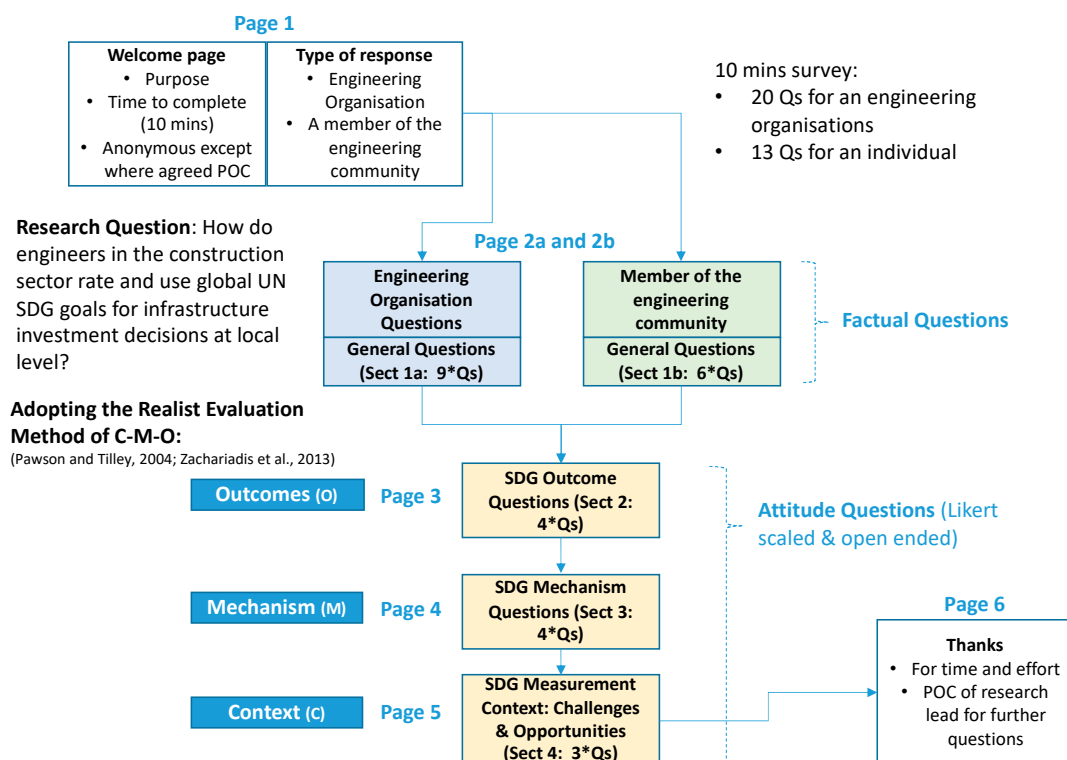 Page 1
Welcome page
• Purpose
• Time to complete
(10 mins)
• Anonymous except
where agreed POC
Type of response
• Engineering
Organisation
• A member of the
engineering
community
10 mins survey:
• 20 Qs for an engineering
organisations
• 13 Qs for an individual
Research Question: How do
engineers in the construction
sector rate and use global UN
SDG goals for infrastructure
investment decisions at local
level?
Page 2a and 2b
Engineering
Organisation
Questions
General Questions
(Sect 1a: 9*Qs)
Member of the
engineering
community
General Questions
(Sect 1b: 6*Qs)
Factual Questions
Adopting the Realist Evaluation
Method of C-M-O:
(Pawson and Tilley, 2004; Zachariadis et al., 2013)
Outcomes (O)
Page 3
SDG Outcome
Questions (Sect 2:
4*Qs)
Attitude Questions (Likert
scaled & open ended)
Mechanism (M)
Page 4
SDG Mechanism
Questions (Sect 3:
4*Qs)
Context (C)
Page 5
SDG Measurement
Context: Challenges
& Opportunities
(Sect 4: 3*Qs)
Page 6
Thanks
• For time and effort
• POC of research
lead for further
questions